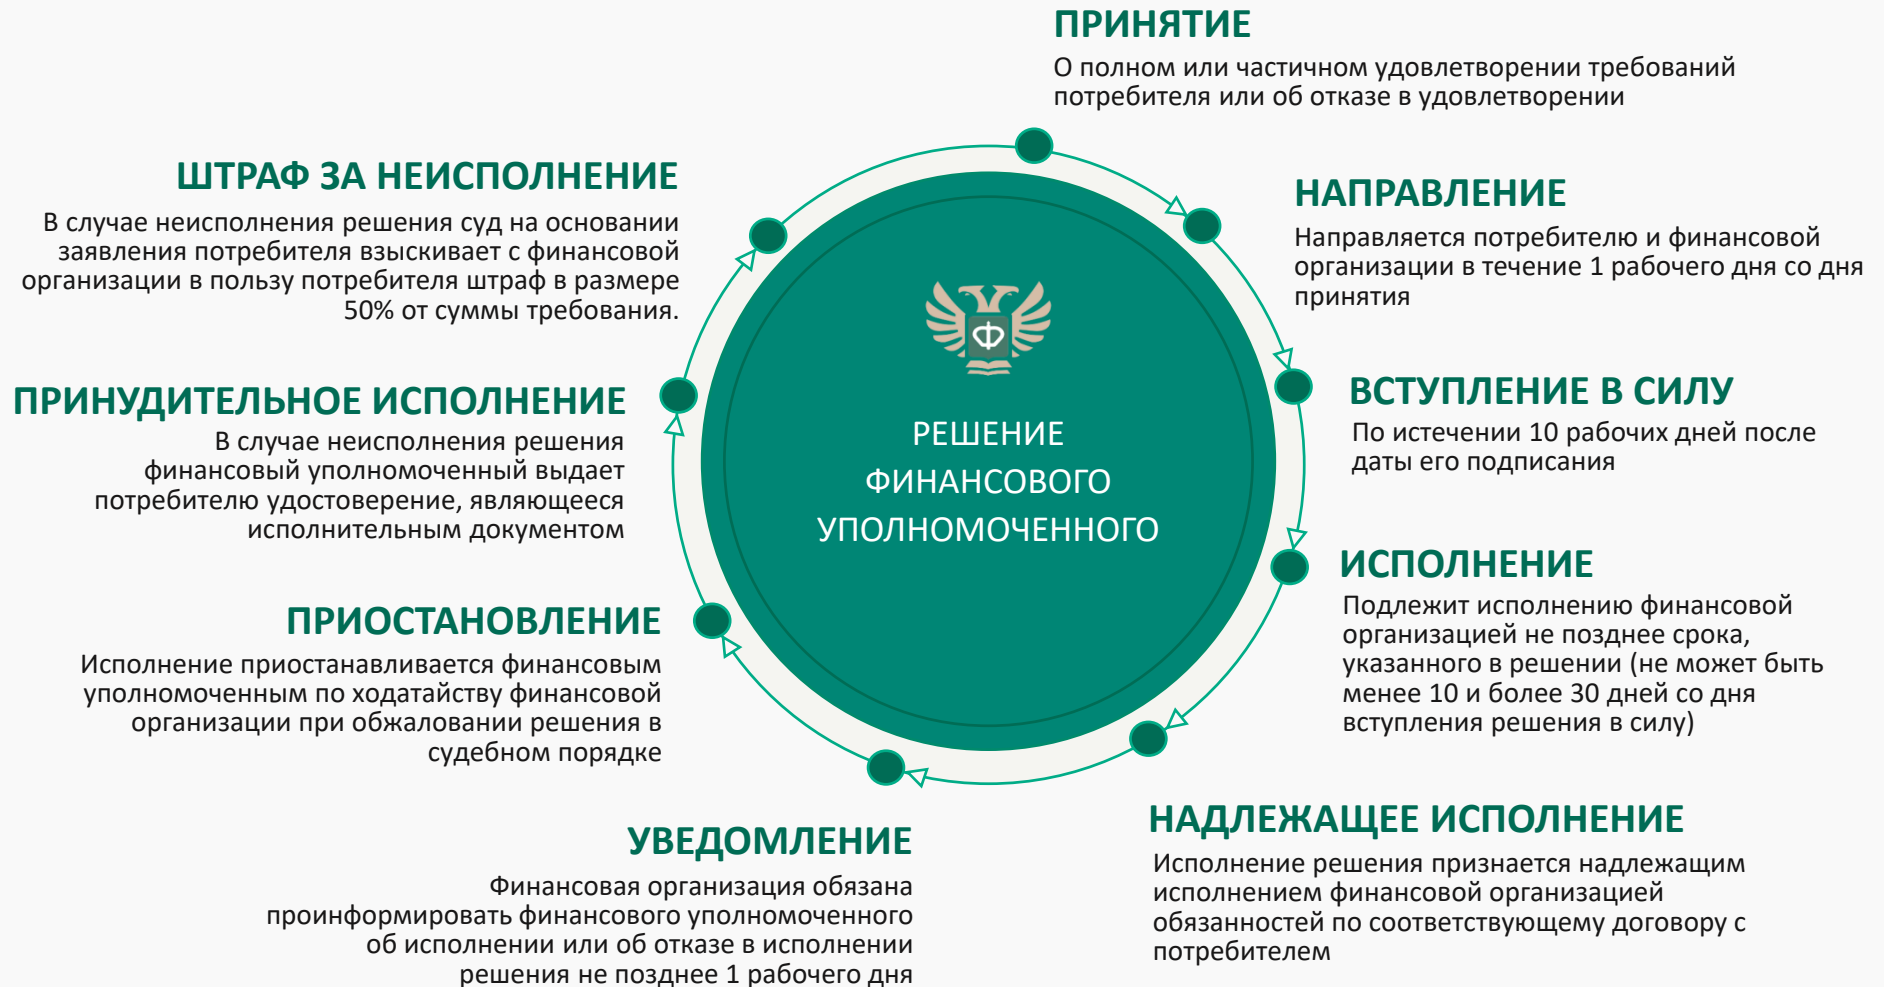 ПРИНЯТИЕ
О полном или частичном удовлетворении требований
потребителя или об отказе в удовлетворении
НАПРАВЛЕНИЕ
Направляется потребителю и финансовой
организации в течение 1 рабочего дня со дня
принятия
ВСТУПЛЕНИЕ В СИЛУ
По истечении 10 рабочих дней после
даты его подписания
ИСПОЛНЕНИЕ
Подлежит исполнению финансовой
организацией не позднее срока,
указанного в решении (не может быть
менее 10 и более 30 дней со дня
вступления решения в силу)
НАДЛЕЖАЩЕЕ ИСПОЛНЕНИЕ
Исполнение решения признается надлежащим
исполнением финансовой организацией
обязанностей по соответствующему договору с
потребителем
УВЕДОМЛЕНИЕ
Финансовая организация обязана
проинформировать финансового уполномоченного
об исполнении или об отказе в исполнении
решения не позднее 1 рабочего дня
ПРИОСТАНОВЛЕНИЕ
Исполнение приостанавливается финансовым
уполномоченным по ходатайству финансовой
организации при обжаловании решения в
судебном порядке
ПРИНУДИТЕЛЬНОЕ ИСПОЛНЕНИЕ
В случае неисполнения решения
финансовый уполномоченный выдает
потребителю удостоверение, являющееся
исполнительным документом
ШТРАФ ЗА НЕИСПОЛНЕНИЕ
В случае неисполнения решения суд на основании
заявления потребителя взыскивает с финансовой
организации в пользу потребителя штраф в размере
50% от суммы требования.
Ф
РЕШЕНИЕ
ФИНАНСОВОГО
УПОЛНОМОЧЕННОГО